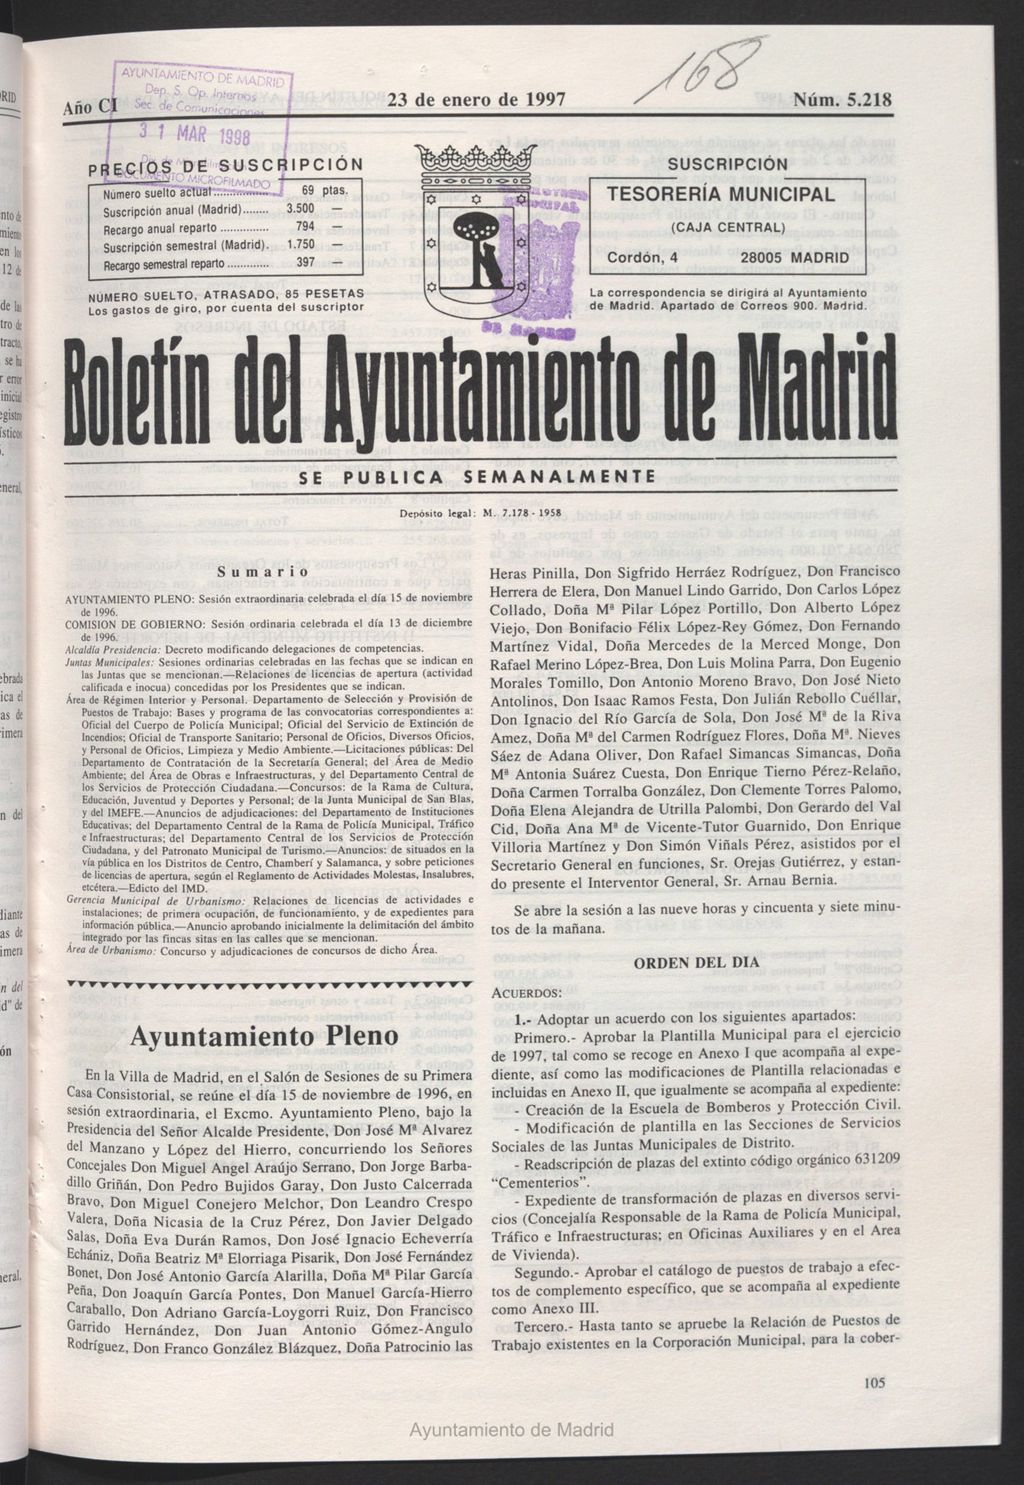 168
AYUNTAMIENTO DE MADRID
Dep. S. Op. Internos
Sec. de Comunicaciones
31 MAR 1998
DOCUMENTO MICROFILMADO
Año CI
23 de enero de 1997
Núm. 5.218
PRECIOS DE SUSCRIPCIÓN
Número suelto actual................. 69 ptas.
Suscripción anual (Madrid)........ 3.500 —
Recargo anual reparto .............. 794 —
Suscripción semestral (Madrid). 1.750 —
Recargo semestral reparto ............ 397 —
NUMERO SUELTO, ATRASADO, 85 PESETAS
Los gastos de giro, por cuenta del suscriptor
SUSCRIPCIÓN
TESORERÍA MUNICIPAL
(CAJA CENTRAL)
Cordón, 4 28005 MADRID
La correspondencia se dirigirá al Ayuntamiento
de Madrid. Apartado de Correos 900. Madrid.
Boletín del Ayuntamiento de Madrid
SE PUBLICA SEMANALMENTE
Depósito legal: M. 7.178 - 1958
Sumario
AYUNTAMIENTO PLENO: Sesión extraordinaria celebrada el día 15 de noviembre
de 1996.
COMISION DE GOBIERNO: Sesión ordinaria celebrada el día 13 de diciembre
de 1996.
Alcaldía Presidencia: Decreto modificando delegaciones de competencias.
Juntas Municipales: Sesiones ordinarias celebradas en las fechas que se indican en
las Juntas que se mencionan.—Relaciones de licencias de apertura (actividad
calificada e inocua) concedidas por los Presidentes que se indican.
Área de Régimen Interior y Personal. Departamento de Selección y Provisión de
Puestos de Trabajo: Bases y programa de las convocatorias correspondientes a:
Oficial del Cuerpo de Policía Municipal; Oficial del Servicio de Extinción de
Incendios; Oficial de Transporte Sanitario; Personal de Oficios, Diversos Oficios,
y Personal de Oficios, Limpieza y Medio Ambiente.—Licitaciones públicas: Del
Departamento de Contratación de la Secretaría General; del Área de Medio
Ambiente; del Área de Obras e Infraestructuras, y del Departamento Central de
los Servicios de Protección Ciudadana.—Concursos: de la Rama de Cultura,
Educación, Juventud y Deportes y Personal; de la Junta Municipal de San Blas,
y del IMEFE.—Anuncios de adjudicaciones: del Departamento de Instituciones
Educativas; del Departamento Central de la Rama de Policía Municipal, Tráfico
e Infraestructuras; del Departamento Central de los Servicios de Protección
Ciudadana, y del Patronato Municipal de Turismo.—Anuncios: de situados en la
vía pública en los Distritos de Centro, Chamberí y Salamanca, y sobre peticiones
de licencias de apertura, según el Reglamento de Actividades Molestas, Insalubres,
etcétera.—Edicto del IMD.
Gerencia Municipal de Urbanismo: Relaciones de licencias de actividades e
instalaciones; de primera ocupación, de funcionamiento, y de expedientes para
información pública.—Anuncio aprobando inicialmente la delimitación del ámbito
integrado por las fincas sitas en las calles que se mencionan.
Área de Urbanismo: Concurso y adjudicaciones de concursos de dicho Área.
Ayuntamiento Pleno
En la Villa de Madrid, en el Salón de Sesiones de su Primera
Casa Consistorial, se reúne el día 15 de noviembre de 1996, en
sesión extraordinaria, el Excmo. Ayuntamiento Pleno, bajo la
Presidencia del Señor Alcalde Presidente, Don José Mª Alvarez
del Manzano y López del Hierro, concurriendo los Señores
Concejales Don Miguel Angel Araújo Serrano, Don Jorge Barba-
dillo Griñán, Don Pedro Bujidos Garay, Don Justo Calcerrada
Bravo, Don Miguel Conejero Melchor, Don Leandro Crespo
Valera, Doña Nicasia de la Cruz Pérez, Don Javier Delgado
Salas, Doña Eva Durán Ramos, Don José Ignacio Echeverría
Echániz, Doña Beatriz Mª Elorriaga Pisarik, Don José Fernández
Bonet, Don José Antonio García Alarilla, Doña Mª Pilar García
Peña, Don Joaquín García Pontes, Don Manuel García-Hierro
Caraballo, Don Adriano García-Loygorri Ruiz, Don Francisco
Garrido Hernández, Don Juan Antonio Gómez-Angulo
Rodríguez, Don Franco González Blázquez, Doña Patrocinio las
Heras Pinilla, Don Sigfrido Herráez Rodríguez, Don Francisco
Herrera de Elera, Don Manuel Lindo Garrido, Don Carlos López
Collado, Doña Mª Pilar López Portillo, Don Alberto López
Viejo, Don Bonifacio Félix López-Rey Gómez, Don Fernando
Martínez Vidal, Doña Mercedes de la Merced Monge, Don
Rafael Merino López-Brea, Don Luis Molina Parra, Don Eugenio
Morales Tomillo, Don Antonio Moreno Bravo, Don José Nieto
Antolinos, Don Isaac Ramos Festa, Don Julián Rebollo Cuéllar,
Don Ignacio del Río García de Sola, Don José Mª de la Riva
Amez, Doña Mª del Carmen Rodríguez Flores, Doña Mª. Nieves
Sáez de Adana Oliver, Don Rafael Simancas Simancas, Doña
Mª Antonia Suárez Cuesta, Don Enrique Tierno Pérez-Relaño,
Doña Carmen Torralba González, Don Clemente Torres Palomo,
Doña Elena Alejandra de Utrilla Palombi, Don Gerardo del Val
Cid, Doña Ana Mª de Vicente-Tutor Guarnido, Don Enrique
Villoria Martínez y Don Simón Viñals Pérez, asistidos por el
Secretario General en funciones, Sr. Orejas Gutiérrez, y estan-
do presente el Interventor General, Sr. Arnau Bernia.
Se abre la sesión a las nueve horas y cincuenta y siete minu-
tos de la mañana.
ORDEN DEL DIA
ACUERDOS:
1.- Adoptar un acuerdo con los siguientes apartados:
Primero.- Aprobar la Plantilla Municipal para el ejercicio
de 1997, tal como se recoge en Anexo I que acompaña al expe-
diente, así como las modificaciones de Plantilla relacionadas e
incluidas en Anexo II, que igualmente se acompaña al expediente:
- Creación de la Escuela de Bomberos y Protección Civil.
- Modificación de plantilla en las Secciones de Servicios
Sociales de las Juntas Municipales de Distrito.
- Readscripción de plazas del extinto código orgánico 631209
“Cementerios”.
- Expediente de transformación de plazas en diversos servi-
cios (Concejalía Responsable de la Rama de Policía Municipal,
Tráfico e Infraestructuras; en Oficinas Auxiliares y en el Area
de Vivienda).
Segundo.- Aprobar el catálogo de puestos de trabajo a efec-
tos de complemento específico, que se acompaña al expediente
como Anexo III.
Tercero.- Hasta tanto se apruebe la Relación de Puestos de
Trabajo existentes en la Corporación Municipal, para la cober-
105
Ayuntamiento de Madrid